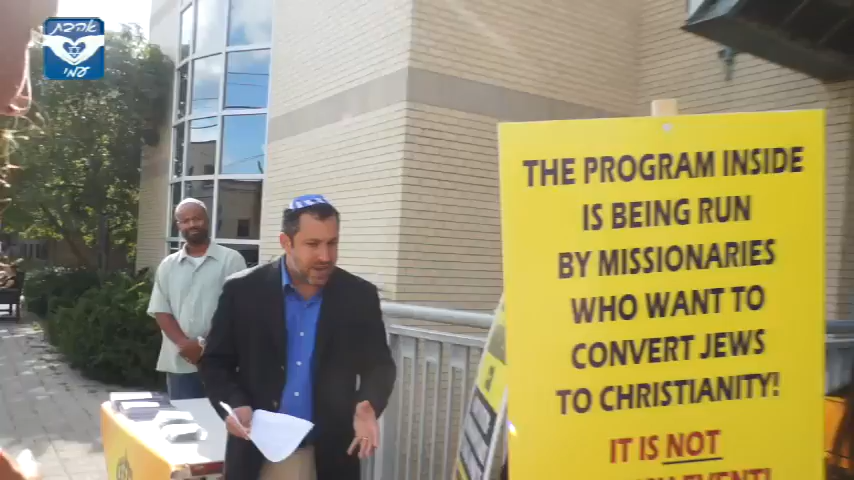 אהבת
עמי
THE PROGRAM INSIDE
IS BEING RUN
BY MISSIONARIES
WHO WANT TO
CONVERT JEWS
TO CHRISTIANITY!
IT IS NOT
EVENT!